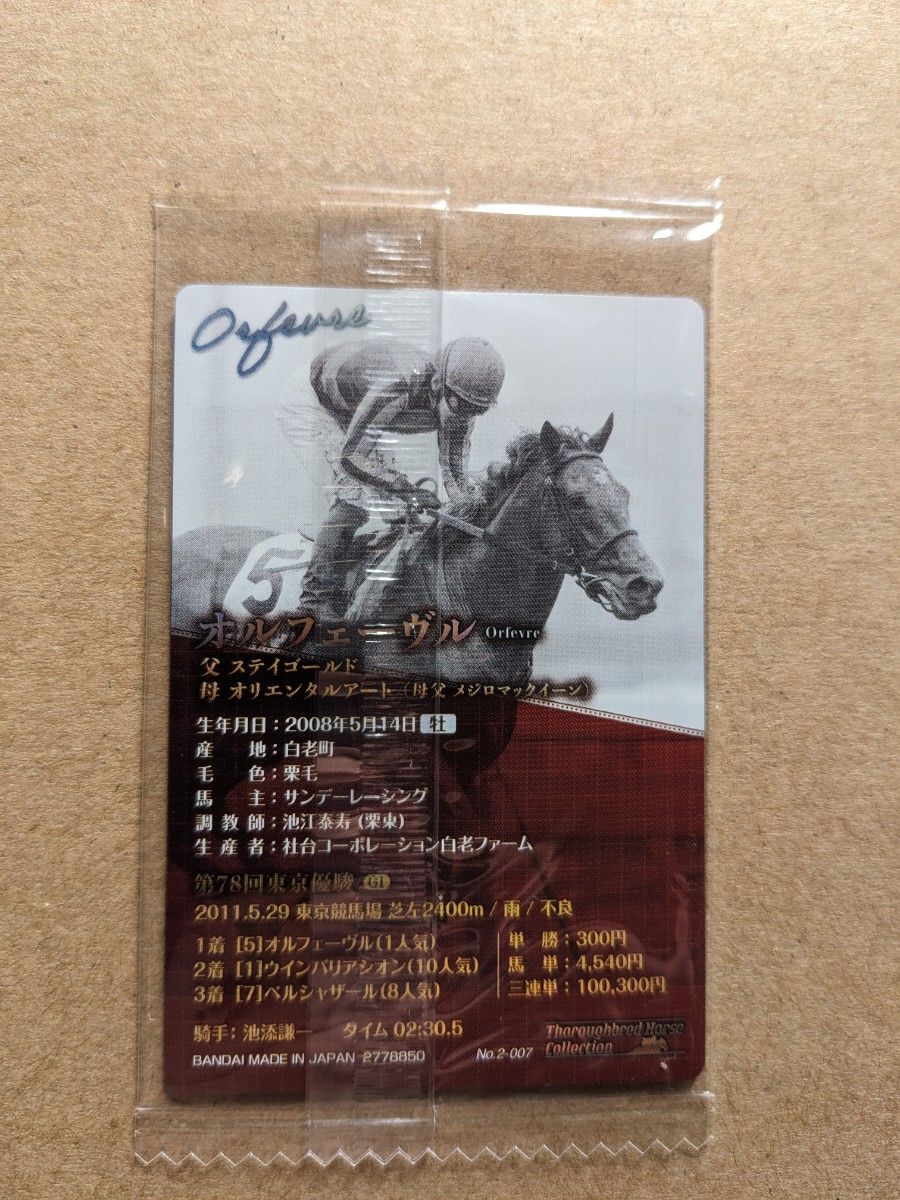 Orfevre
5
オルフェーヴル Orfevre
父 ステイゴールド
母 オリエンタルアート（母父 メジロマックイーン）
生年月日：2008年5月14日 牡
産地：白老町
毛色：栗毛
馬主：サンデーレーシング
調教師：池江泰寿 (栗東)
生産者：社台コーポレーション白老ファーム
第78回東京優駿 G1
2011.5.29 東京競馬場 芝左2400m / 雨 / 不良
1着 [5]オルフェーヴル(1人気) 単勝：300円
2着 [1]ウインバリアシオン(10人気) 馬単：4,540円
3着 [7]ベルシャザール(8人気) 三連単：100,300円
騎手：池添謙一 タイム 02:30.5
BANDAI MADE IN JAPAN 2778850 No.2-007
Thoroughbred Horse
Collection